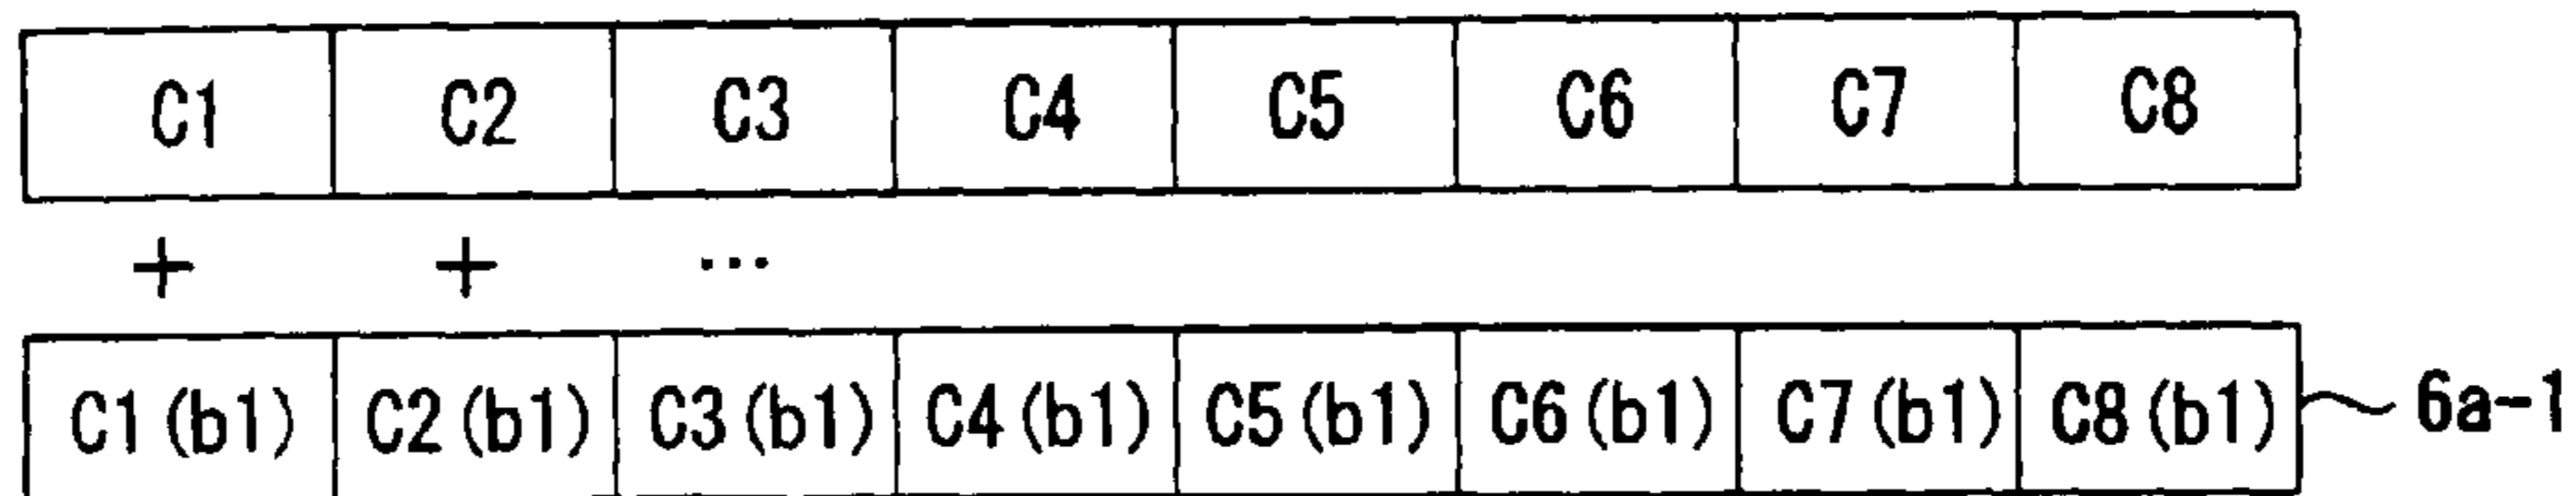 C1 C2 C3 C4 C5 C6 C7 C8
+ + ...
C1(b1) C2(b1) C3(b1) C4(b1) C5(b1) C6(b1) C7(b1) C8(b1) 6a-1